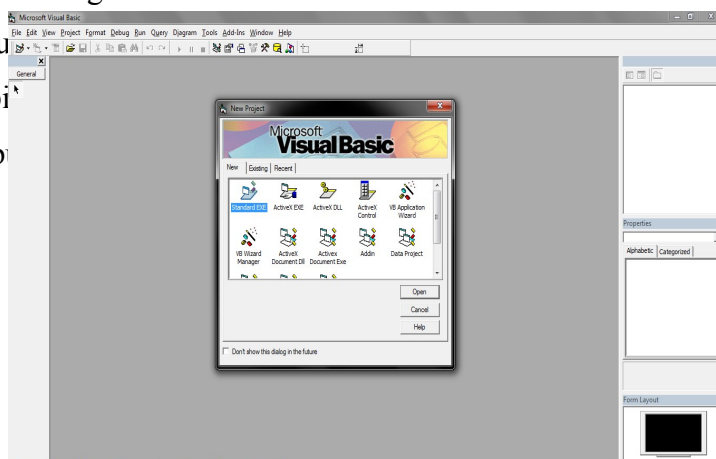 Microsoft Visual Basic
File Edit View Project Format Debug Run Query Diagram Tools Add-Ins Window Help
General
New Project
Microsoft
Visual Basic
New Existing Recent
Standard EXE ActiveX EXE ActiveX DLL ActiveX Control VB Application Wizard
VB Wizard Manager ActiveX Document Dll Activex Document Exe Addin Data Project
Open
Cancel
Help
Don't show this dialog in the future
Properties
Alphabetic Categorized
Form Layout